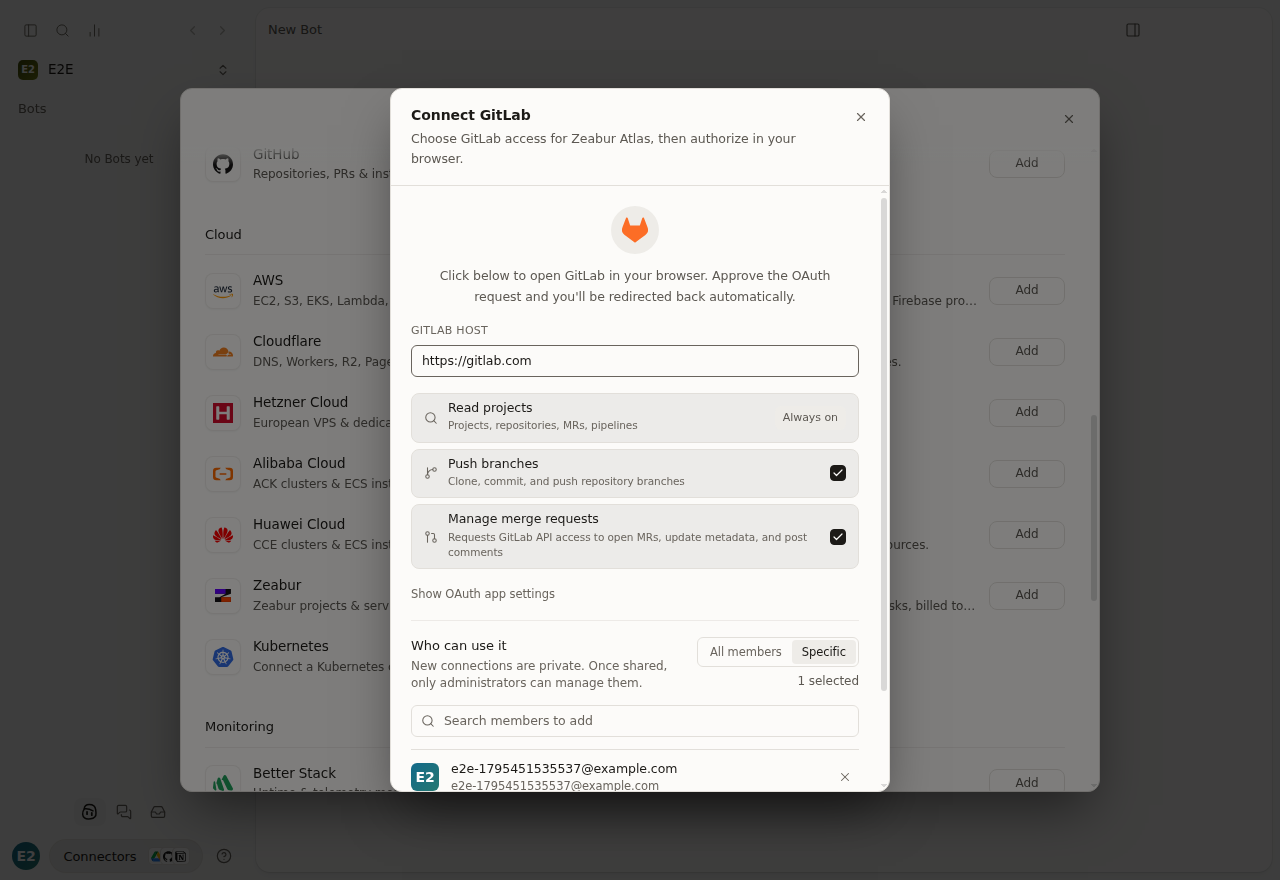 New Bot
E2 E2E
Bots
No Bots yet
GitHub
Repositories, PRs & ins
Add
Cloud
AWS
EC2, S3, EKS, Lambda,
Firebase pro…
Add
Cloudflare
DNS, Workers, R2, Page
Add
Hetzner Cloud
European VPS & dedica
Add
Alibaba Cloud
ACK clusters & ECS inst
Add
Huawei Cloud
CCE clusters & ECS inst
Add
Zeabur
Zeabur projects & serv
billed to…
Add
Kubernetes
Connect a Kubernetes
Monitoring
Better Stack
Add
Connect GitLab
Choose GitLab access for Zeabur Atlas, then authorize in your
browser.
Click below to open GitLab in your browser. Approve the OAuth
request and you'll be redirected back automatically.
GITLAB HOST
https://gitlab.com
Read projects
Projects, repositories, MRs, pipelines
Always on
Push branches
Clone, commit, and push repository branches
Manage merge requests
Requests GitLab API access to open MRs, update metadata, and post
comments
Show OAuth app settings
Who can use it
New connections are private. Once shared,
only administrators can manage them.
All members Specific
1 selected
Search members to add
E2 e2e-1795451535537@example.com
e2e-1795451535537@example.com
E2 Connectors
aws